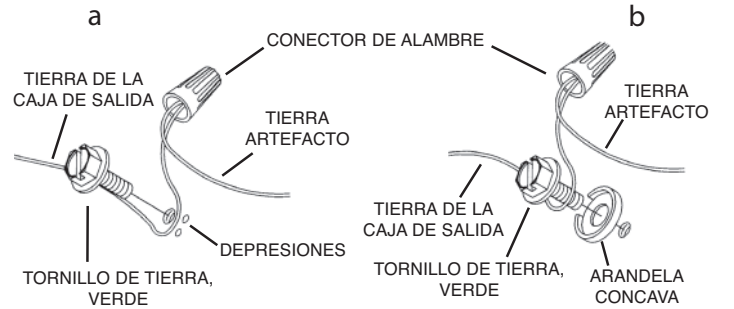 a
b
CONECTOR DE ALAMBRE
TIERRA DE LA
CAJA DE SALIDA
TIERRA
ARTEFACTO
TIERRA
ARTEFACTO
TIERRA DE LA
CAJA DE SALIDA
DEPRESIONES
TORNILLO DE TIERRA,
VERDE
TORNILLO DE TIERRA,
VERDE
ARANDELA
CONCAVA